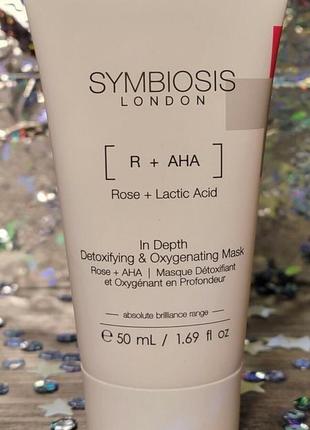 SYMBIOSIS
LONDON
[ R + AHA ]
Rose + Lactic Acid
In Depth
Detoxifying & Oxygenating Mask
Rose + AHA | Masque Détoxifiant
et Oxygénant en Profondeur
absolute brilliance range
℮ 50 mL / 1.69 fl oz